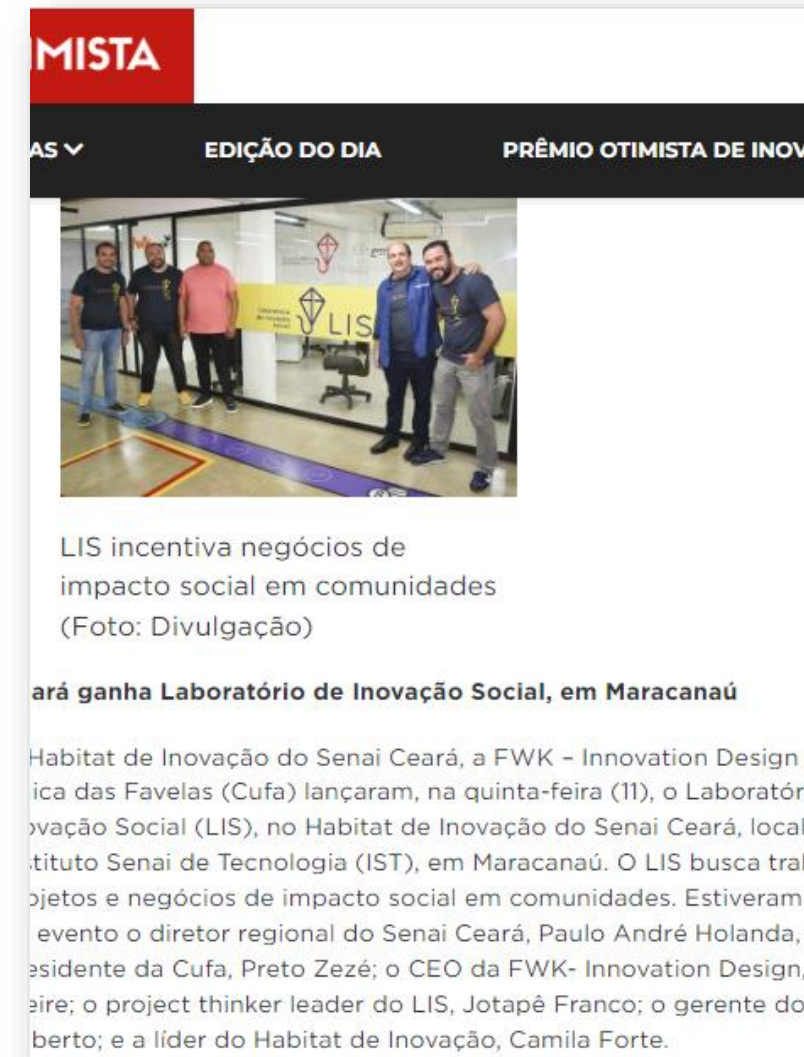 IMISTA
AS
EDIÇÃO DO DIA
PRÊMIO OTIMISTA DE INOV
LIS
LIS incentiva negócios de
impacto social em comunidades
(Foto: Divulgação)
ará ganha Laboratório de Inovação Social, em Maracanaú
Habitat de Inovação do Senai Ceará, a FWK – Innovation Design
ica das Favelas (Cufa) lançaram, na quinta-feira (11), o Laboratór
ovação Social (LIS), no Habitat de Inovação do Senai Ceará, local
stituto Senai de Tecnologia (IST), em Maracanaú. O LIS busca tral
ojetos e negócios de impacto social em comunidades. Estiveram
evento o diretor regional do Senai Ceará, Paulo André Holanda,
esidente da Cufa, Preto Zezé; o CEO da FWK- Innovation Design,
eire; o project thinker leader do LIS, Jotapê Franco; o gerente do
berto; e a líder do Habitat de Inovação, Camila Forte.